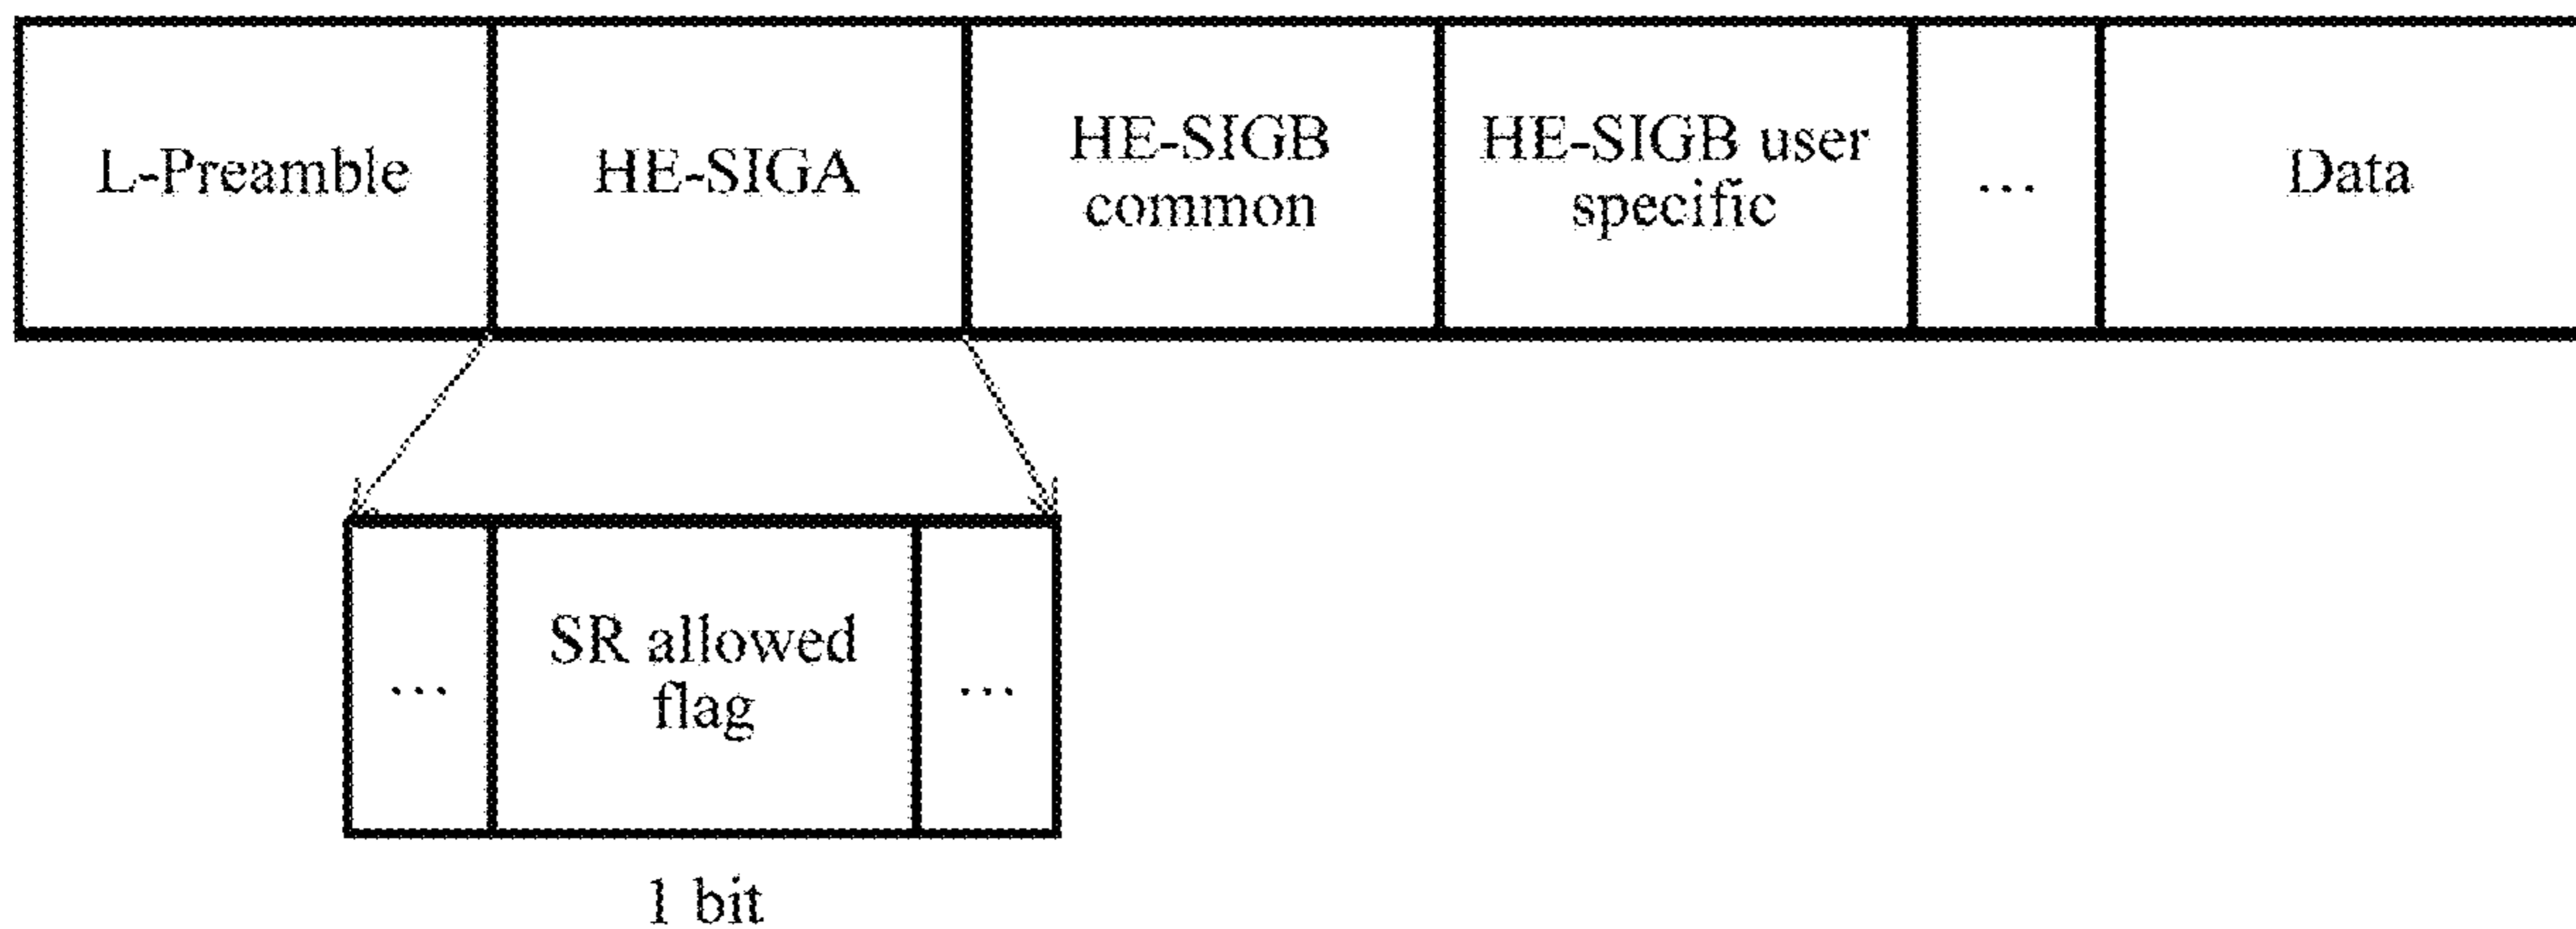 L-Preamble
HE-SIGA
HE-SIGB
common
HE-SIGB user
specific
...
Data
...
SR allowed
flag
...
1 bit